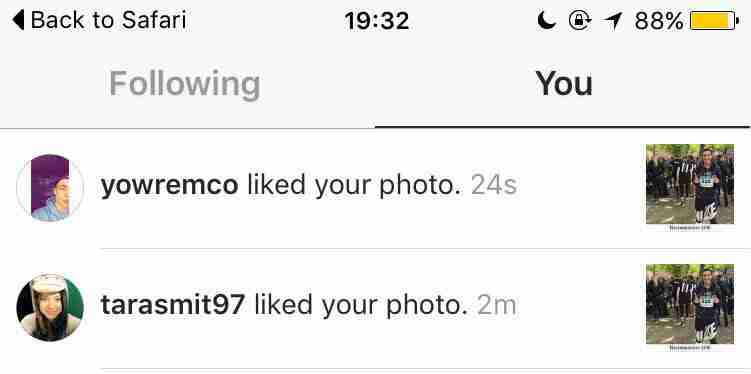 Back to Safari 19:32 88%
Following You
yowremco liked your photo. 24s
tarasmit97 liked your photo. 2m